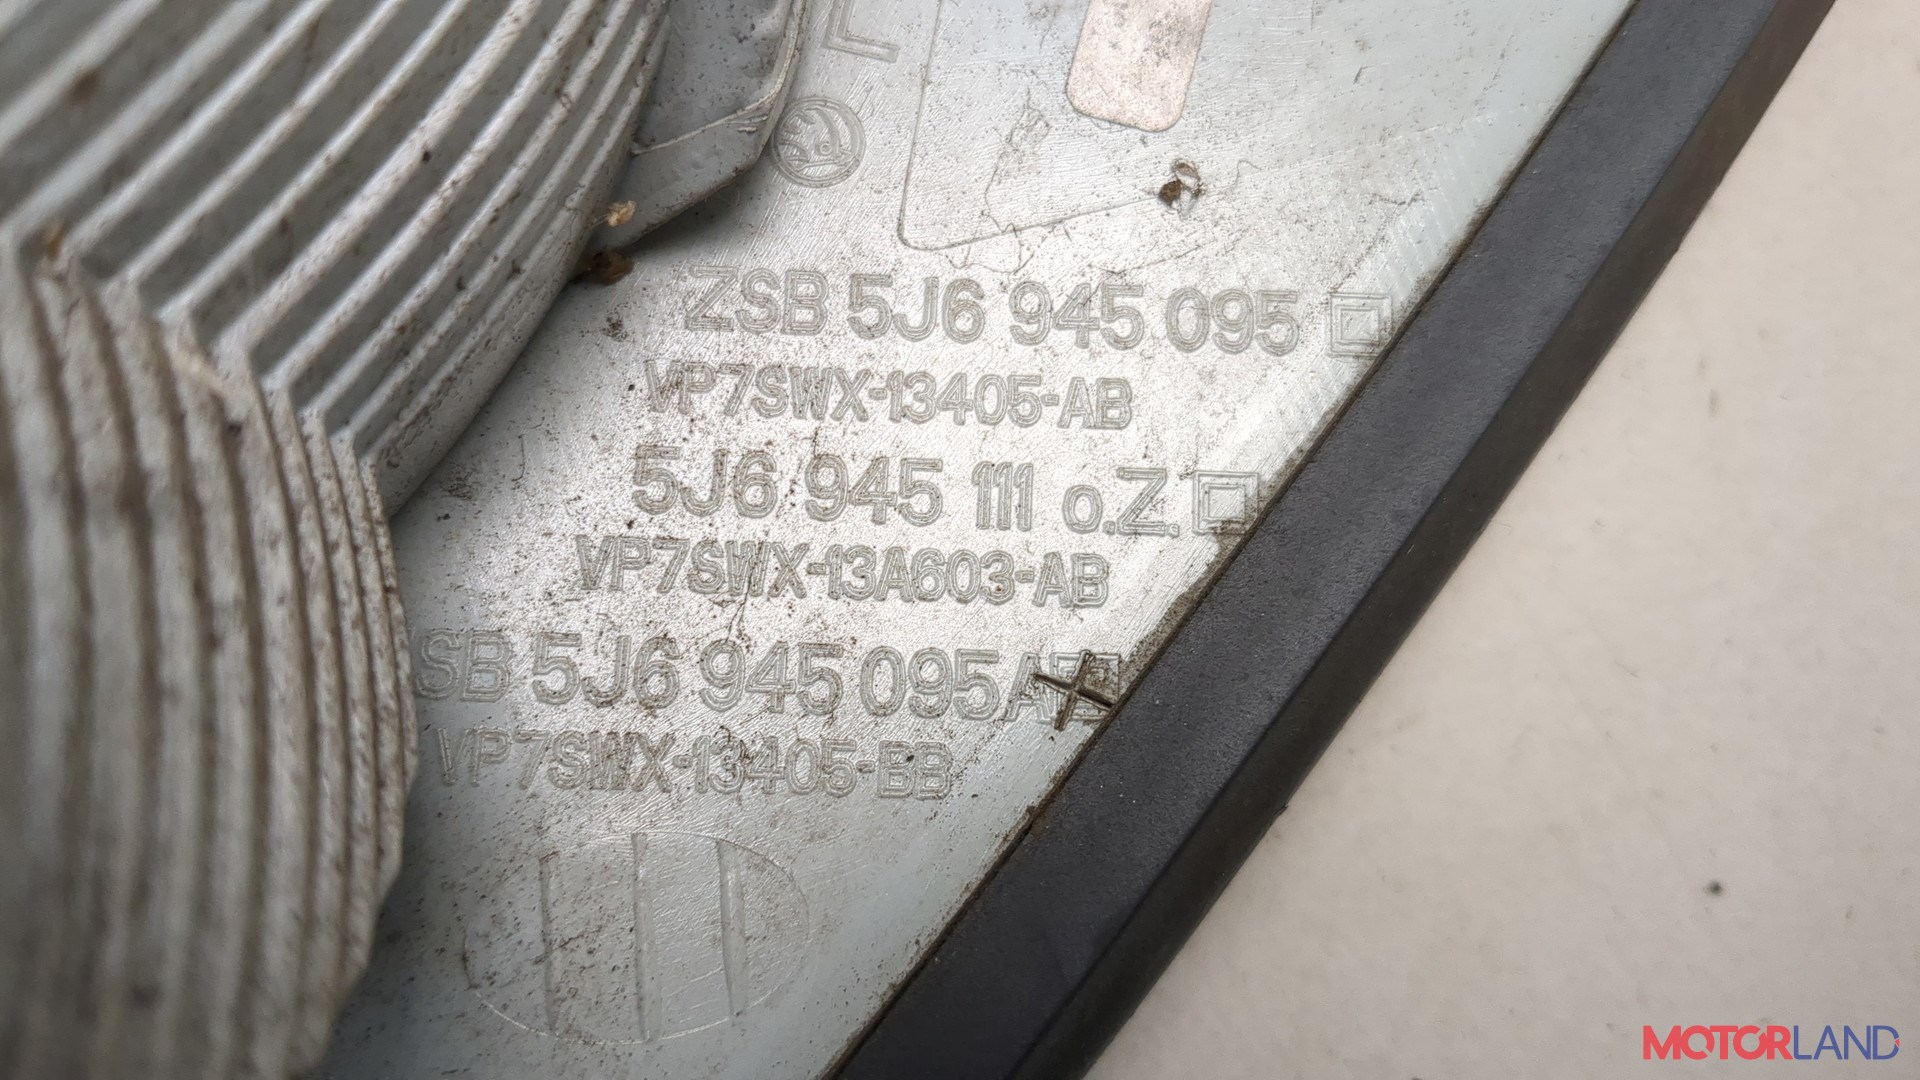 L
ZSB 5J6 945 095
VP7SWX-13405-AB
5J6 945 111 o.Z.
VP7SWX-13A603-AB
SB 5J6 945 095A
VP7SWX-13405-BB
MOTORLAND